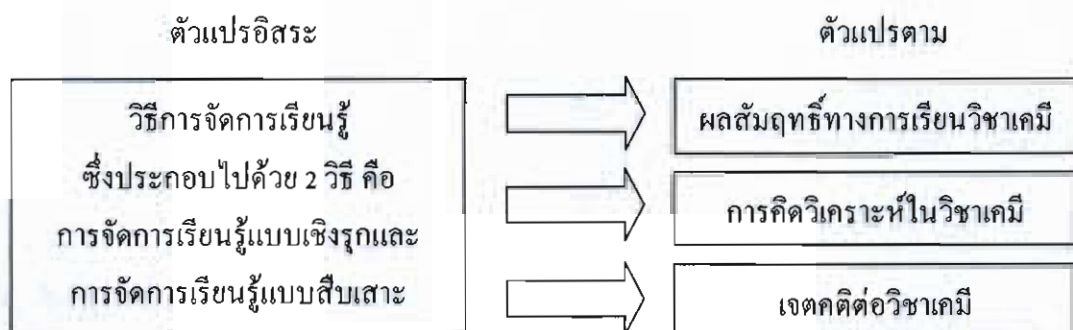 ตัวแปรอิสระ
วิธีการจัดการเรียนรู้
ซึ่งประกอบไปด้วย 2 วิธี คือ
การจัดการเรียนรู้แบบเชิงรุกและ
การจัดการเรียนรู้แบบสืบเสาะ
ตัวแปรตาม
ผลสัมฤทธิ์ทางการเรียนวิชาเคมี
การคิดวิเคราะห์ในวิชาเคมี
เจตคติต่อวิชาเคมี